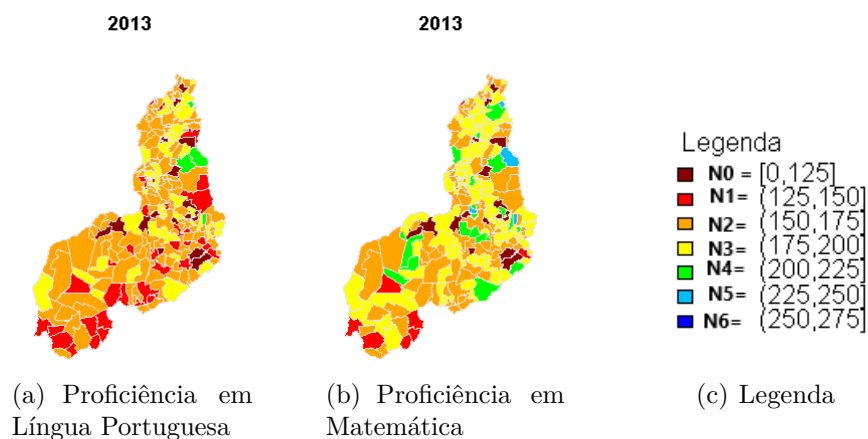 2013
2013
Legenda
N0 = [0,125]
N1= (125,150]
N2= (150,175]
N3= (175,200]
N4= (200,225]
N5= (225,250]
N6= (250,275]
(a) Proficiência em
Língua Portuguesa
(b) Proficiência em
Matemática
(c) Legenda